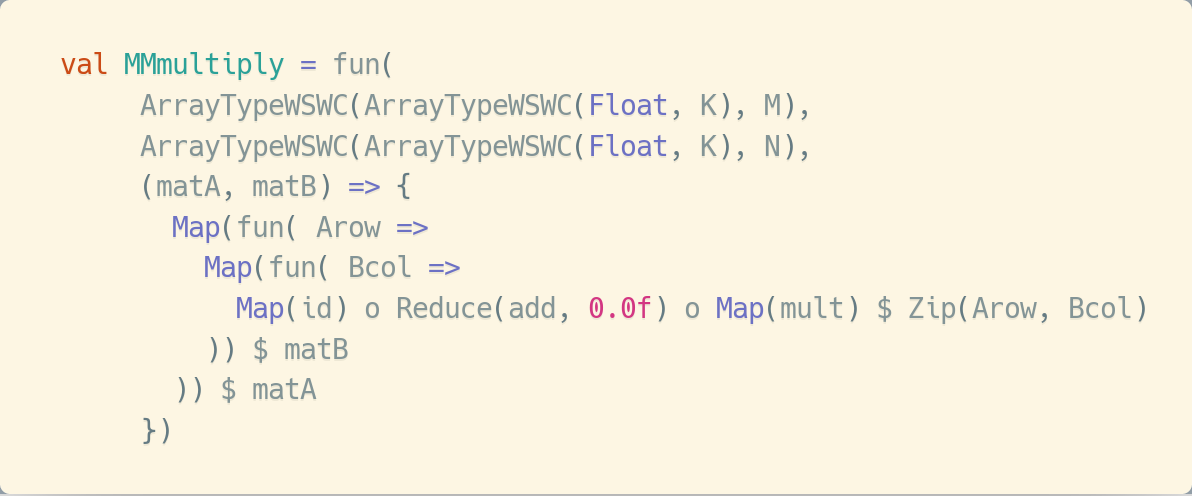 val MMmultiply = fun(
     ArrayTypeWSWC(ArrayTypeWSWC(Float, K), M),
     ArrayTypeWSWC(ArrayTypeWSWC(Float, K), N),
     (matA, matB) => {
       Map(fun( Arow =>
         Map(fun( Bcol =>
           Map(id) o Reduce(add, 0.0f) o Map(mult) $ Zip(Arow, Bcol)
         )) $ matB
       )) $ matA
     })